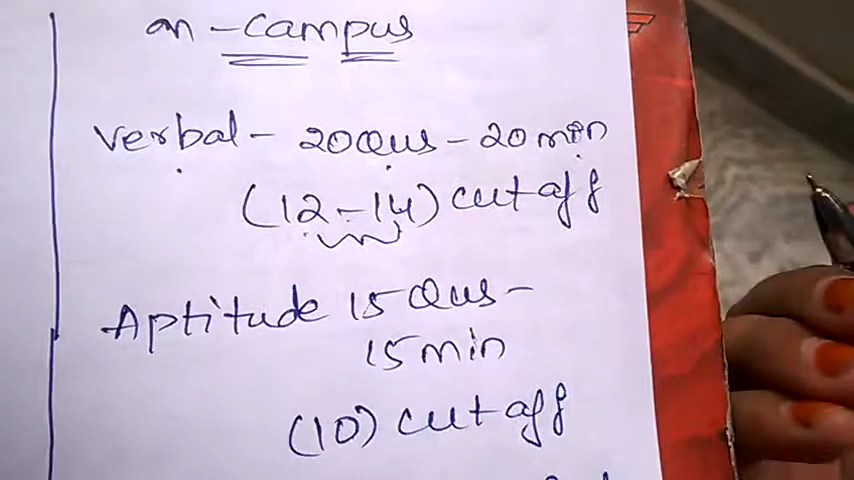 on - campus
Verbal - 20 Qus - 20 min
(12 - 14) cut off
Aptitude 15 Qus -
15 min
(10) cut off